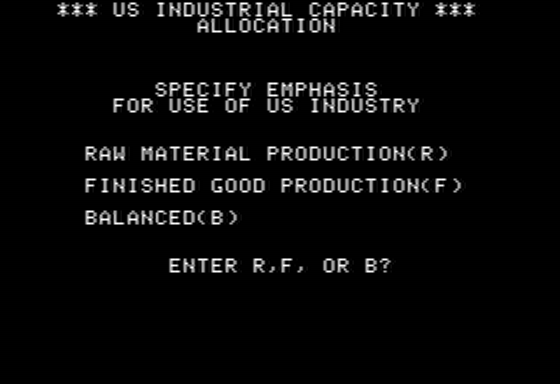 *** US INDUSTRIAL CAPACITY ***
ALLOCATION
SPECIFY EMPHASIS
FOR USE OF US INDUSTRY
RAW MATERIAL PRODUCTION(R)
FINISHED GOOD PRODUCTION(F)
BALANCED(B)
ENTER R,F, OR B?